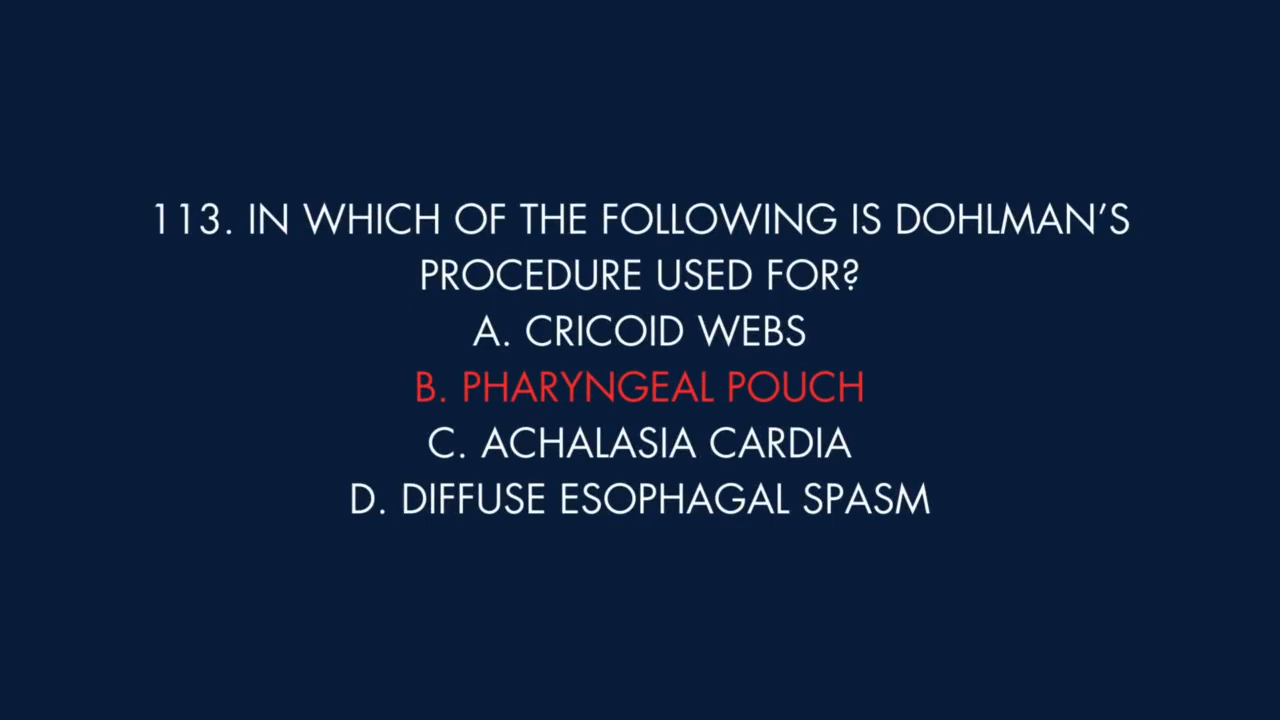 113. IN WHICH OF THE FOLLOWING IS DOHLMAN’S
PROCEDURE USED FOR?
A. CRICOID WEBS
B. PHARYNGEAL POUCH
C. ACHALASIA CARDIA
D. DIFFUSE ESOPHAGAL SPASM